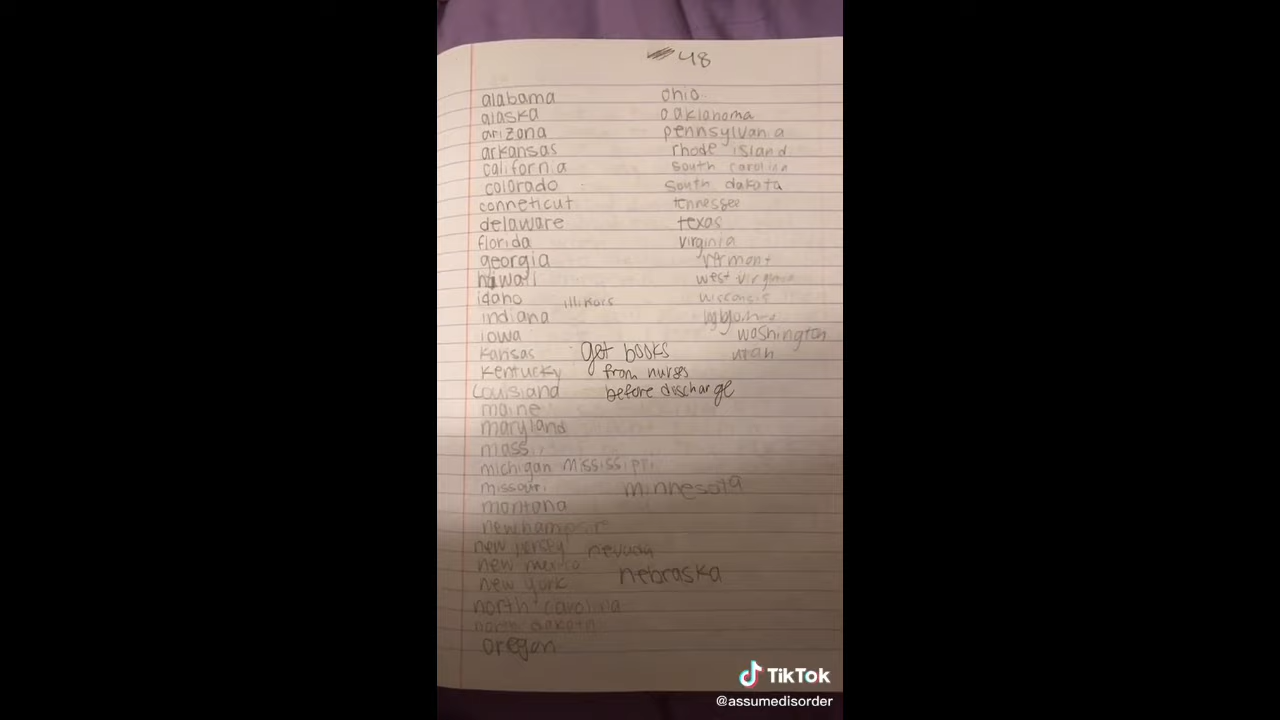 48
alabama
alaska
arizona
arkansas
california
colorado
conneticut
delaware
florida
georgia
idaho illinois
indiana
iowa
kansas
kentucky
Louisiana
maine
maryland
mass
michigan mississippi
missouri minnesota
montana
new jersey nevada
new mexico
new york nebraska
north carolina
north dakota
oregon
ohio
oaklahoma
pennsylvania
rhode island
south carolina
south dakota
tennessee
texas
virginia
vermont
west virginia
wisconsin
washington
utah
get books
from nurses
before discharge
TikTok
@assumedisorder